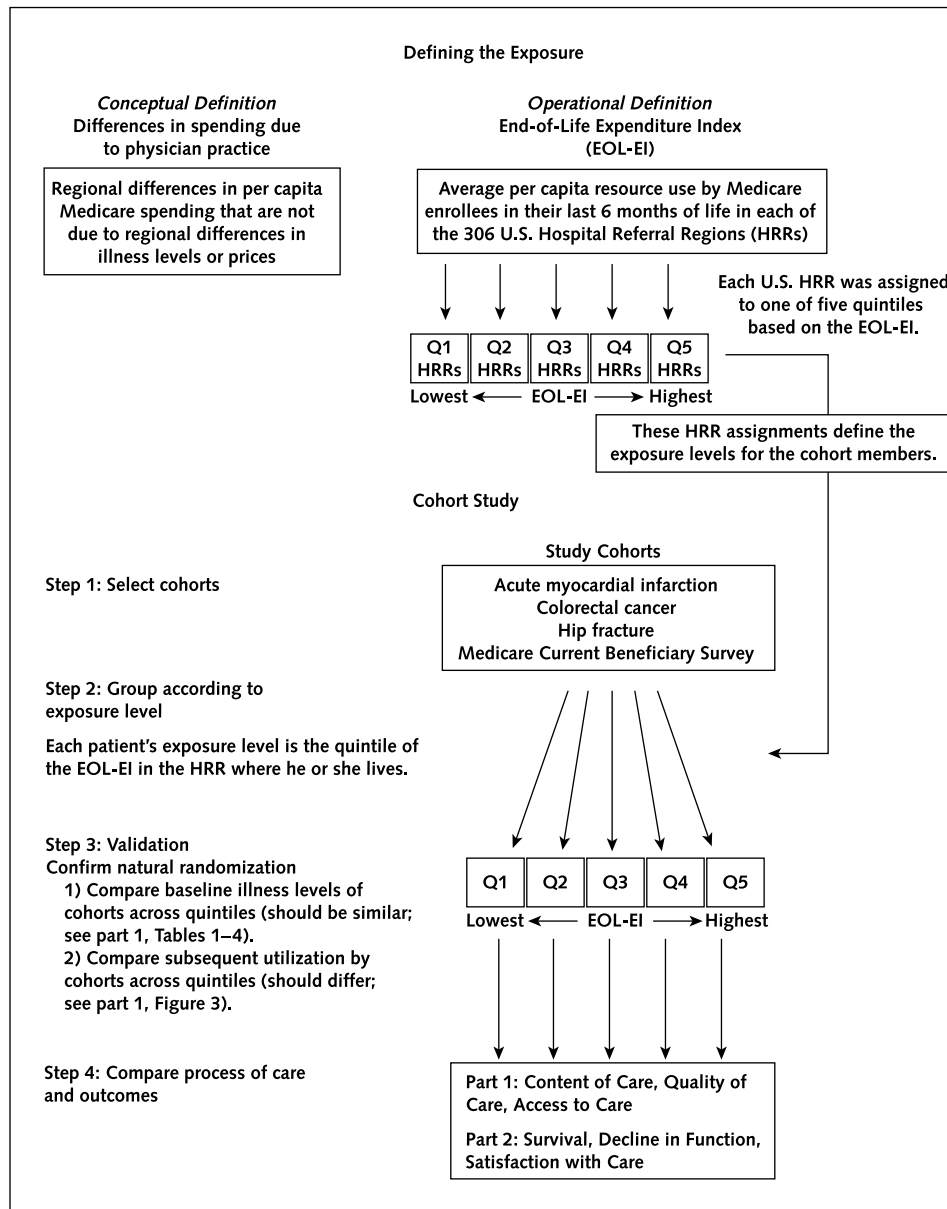 Defining the Exposure
Conceptual Definition
Differences in spending due
to physician practice
Regional differences in per capita
Medicare spending that are not
due to regional differences in
illness levels or prices
Operational Definition
End-of-Life Expenditure Index
(EOL-EI)
Average per capita resource use by Medicare
enrollees in their last 6 months of life in each of
the 306 U.S. Hospital Referral Regions (HRRs)
Each U.S. HRR was assigned
to one of five quintiles
based on the EOL-EI.
Q1 Q2 Q3 Q4 Q5
HRRs HRRs HRRs HRRs HRRs
Lowest EOL-EI Highest
These HRR assignments define the
exposure levels for the cohort members.
Cohort Study
Study Cohorts
Step 1: Select cohorts
Acute myocardial infarction
Colorectal cancer
Hip fracture
Medicare Current Beneficiary Survey
Step 2: Group according to
exposure level
Each patient's exposure level is the quintile of
the EOL-EI in the HRR where he or she lives.
Step 3: Validation
Confirm natural randomization
1) Compare baseline illness levels of
cohorts across quintiles (should be similar;
see part 1, Tables 1–4).
2) Compare subsequent utilization by
cohorts across quintiles (should differ;
see part 1, Figure 3).
Q1 Q2 Q3 Q4 Q5
Lowest EOL-EI Highest
Step 4: Compare process of care
and outcomes
Part 1: Content of Care, Quality of
Care, Access to Care
Part 2: Survival, Decline in Function,
Satisfaction with Care